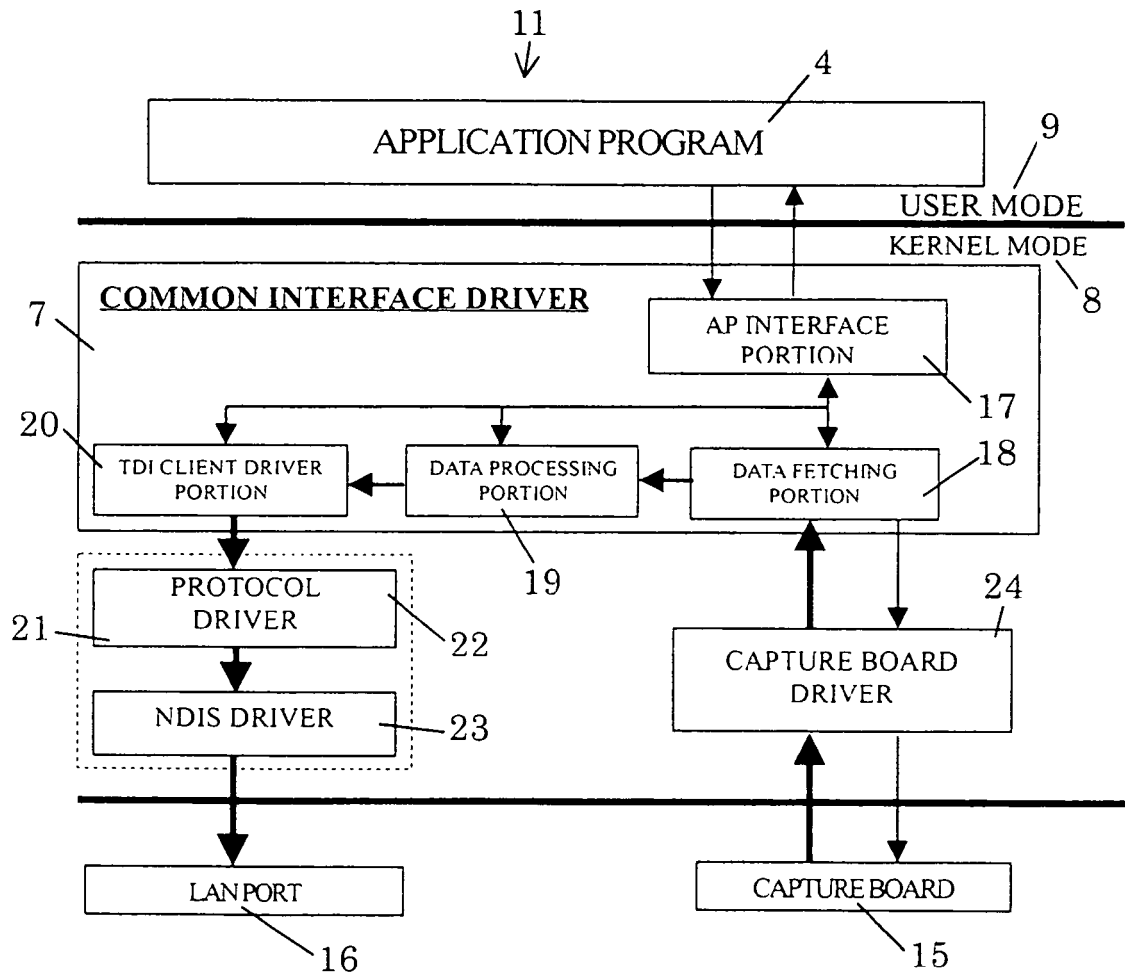 11
4
APPLICATION PROGRAM
9
USER MODE
KERNEL MODE
8
COMMON INTERFACE DRIVER
7
AP INTERFACE
PORTION
17
20
TDI CLIENT DRIVER
PORTION
DATA PROCESSING
PORTION
DATA FETCHING
PORTION
18
19
PROTOCOL
DRIVER
21
22
24
CAPTURE BOARD
DRIVER
NDIS DRIVER
23
LAN PORT
CAPTURE BOARD
16
15